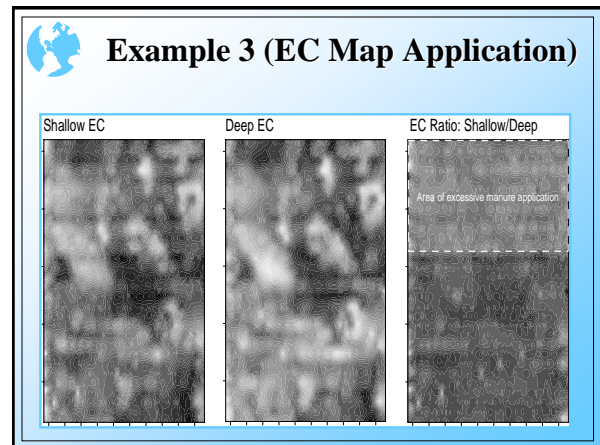 Example 3 (EC Map Application)
Shallow EC
Deep EC
EC Ratio: Shallow/Deep
Area of excessive manure application